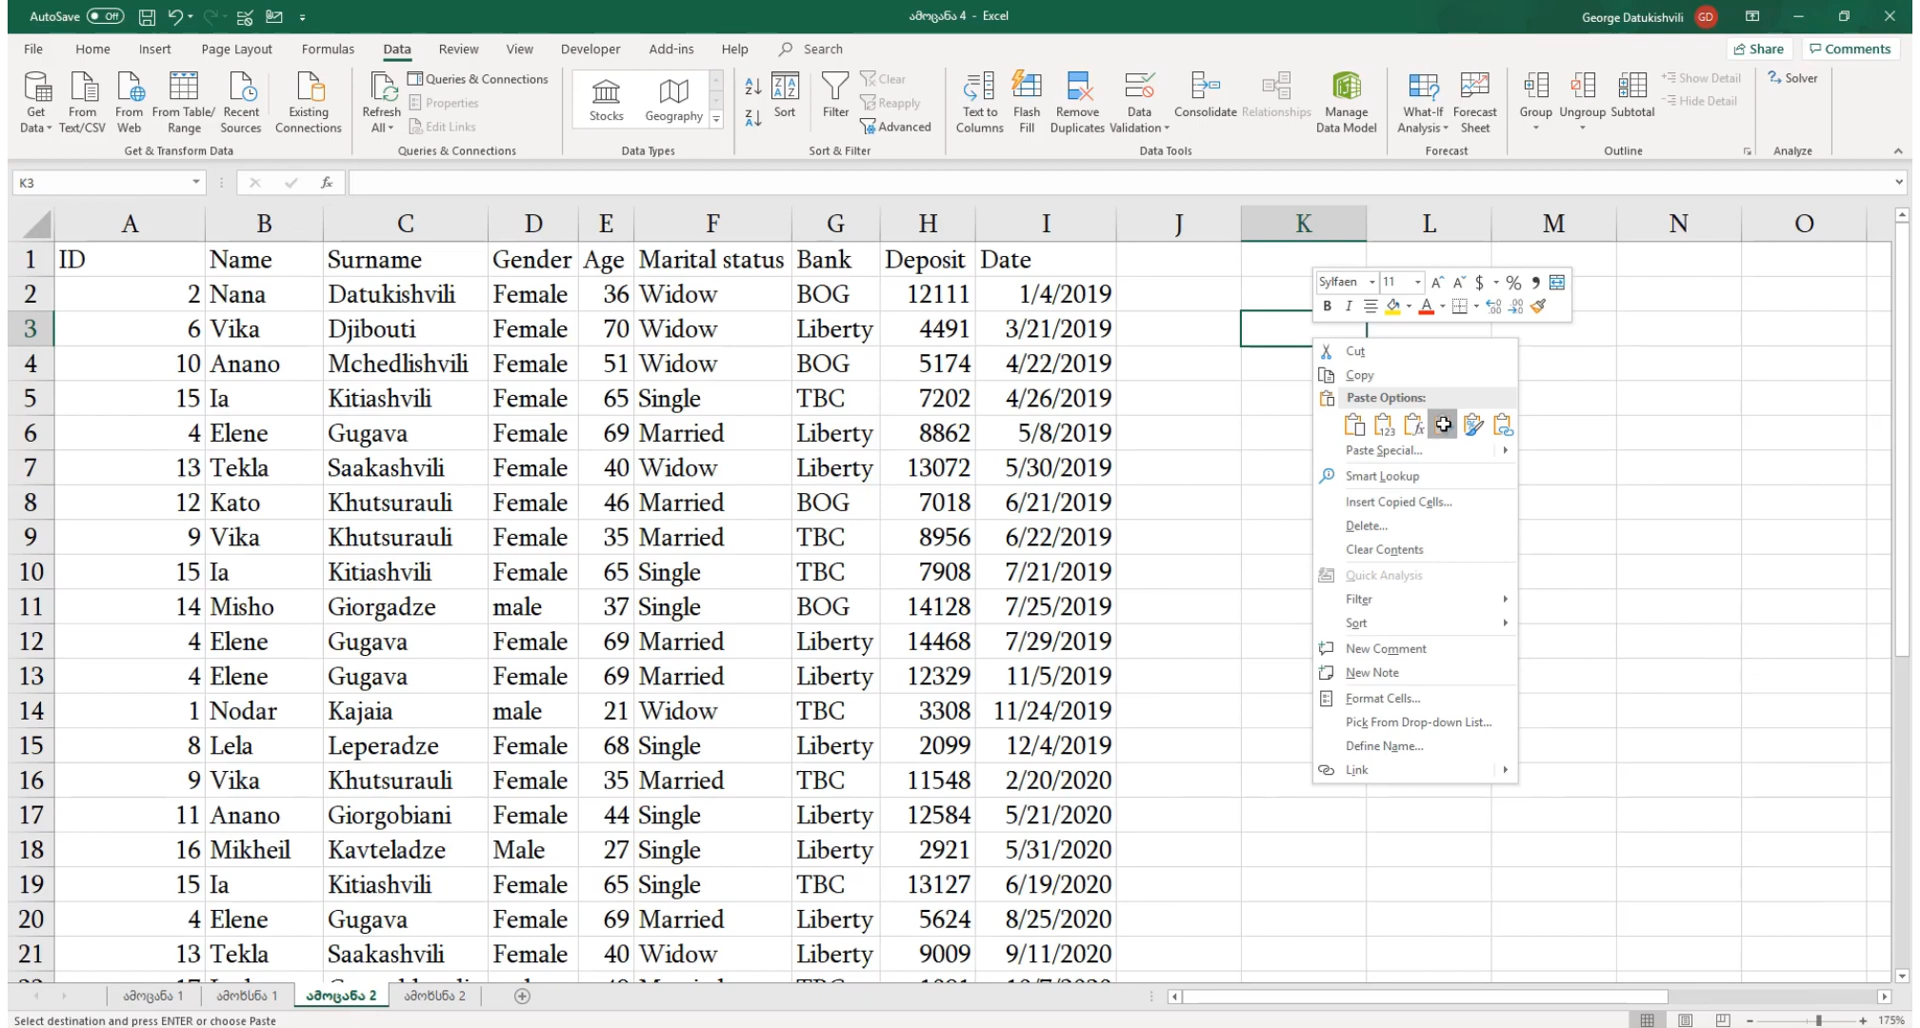 AutoSave Off
ამოცანა 4 - Excel
George Datukishvili GD
File Home Insert Page Layout Formulas Data Review View Developer Add-ins Help Search
Share Comments
Get Data
From Text/CSV
From Web
From Table/ Range
Recent Sources
Existing Connections
Get & Transform Data
Refresh All
Queries & Connections
Properties
Edit Links
Queries & Connections
Stocks Geography
Data Types
Sort
Filter
Clear
Reapply
Advanced
Sort & Filter
Text to Columns
Flash Fill
Remove Duplicates
Data Validation
Consolidate
Relationships
Manage Data Model
Data Tools
What-If Analysis
Forecast Sheet
Forecast
Group Ungroup Subtotal
Show Detail
Hide Detail
Outline
Solver
Analyze
K3 fx
A B C D E F G H I J K L M N O
1 ID Name Surname Gender Age Marital status Bank Deposit Date
2 2 Nana Datukishvili Female 36 Widow BOG 12111 1/4/2019
3 6 Vika Djibouti Female 70 Widow Liberty 4491 3/21/2019
4 10 Anano Mchedlishvili Female 51 Widow BOG 5174 4/22/2019
5 15 Ia Kitiashvili Female 65 Single TBC 7202 4/26/2019
6 4 Elene Gugava Female 69 Married Liberty 8862 5/8/2019
7 13 Tekla Saakashvili Female 40 Widow Liberty 13072 5/30/2019
8 12 Kato Khutsurauli Female 46 Married BOG 7018 6/21/2019
9 9 Vika Khutsurauli Female 35 Married TBC 8956 6/22/2019
10 15 Ia Kitiashvili Female 65 Single TBC 7908 7/21/2019
11 14 Misho Giorgadze male 37 Single BOG 14128 7/25/2019
12 4 Elene Gugava Female 69 Married Liberty 14468 7/29/2019
13 4 Elene Gugava Female 69 Married Liberty 12329 11/5/2019
14 1 Nodar Kajaia male 21 Widow TBC 3308 11/24/2019
15 8 Lela Leperadze Female 68 Single Liberty 2099 12/4/2019
16 9 Vika Khutsurauli Female 35 Married TBC 11548 2/20/2020
17 11 Anano Giorgobiani Female 44 Single Liberty 12584 5/21/2020
18 16 Mikheil Kavteladze Male 27 Single Liberty 2921 5/31/2020
19 15 Ia Kitiashvili Female 65 Single TBC 13127 6/19/2020
20 4 Elene Gugava Female 69 Married Liberty 5624 8/25/2020
21 13 Tekla Saakashvili Female 40 Widow Liberty 9009 9/11/2020
Sylfaen 11 A A $ % ,
B I A
Cut
Copy
Paste Options:
Paste Special...
Smart Lookup
Insert Copied Cells...
Delete...
Clear Contents
Quick Analysis
Filter
Sort
New Comment
New Note
Format Cells...
Pick From Drop-down List...
Define Name...
Link
ამოცანა 1 ამოხსნა 1 ამოცანა 2 ამოხსნა 2
Select destination and press ENTER or choose Paste
175%